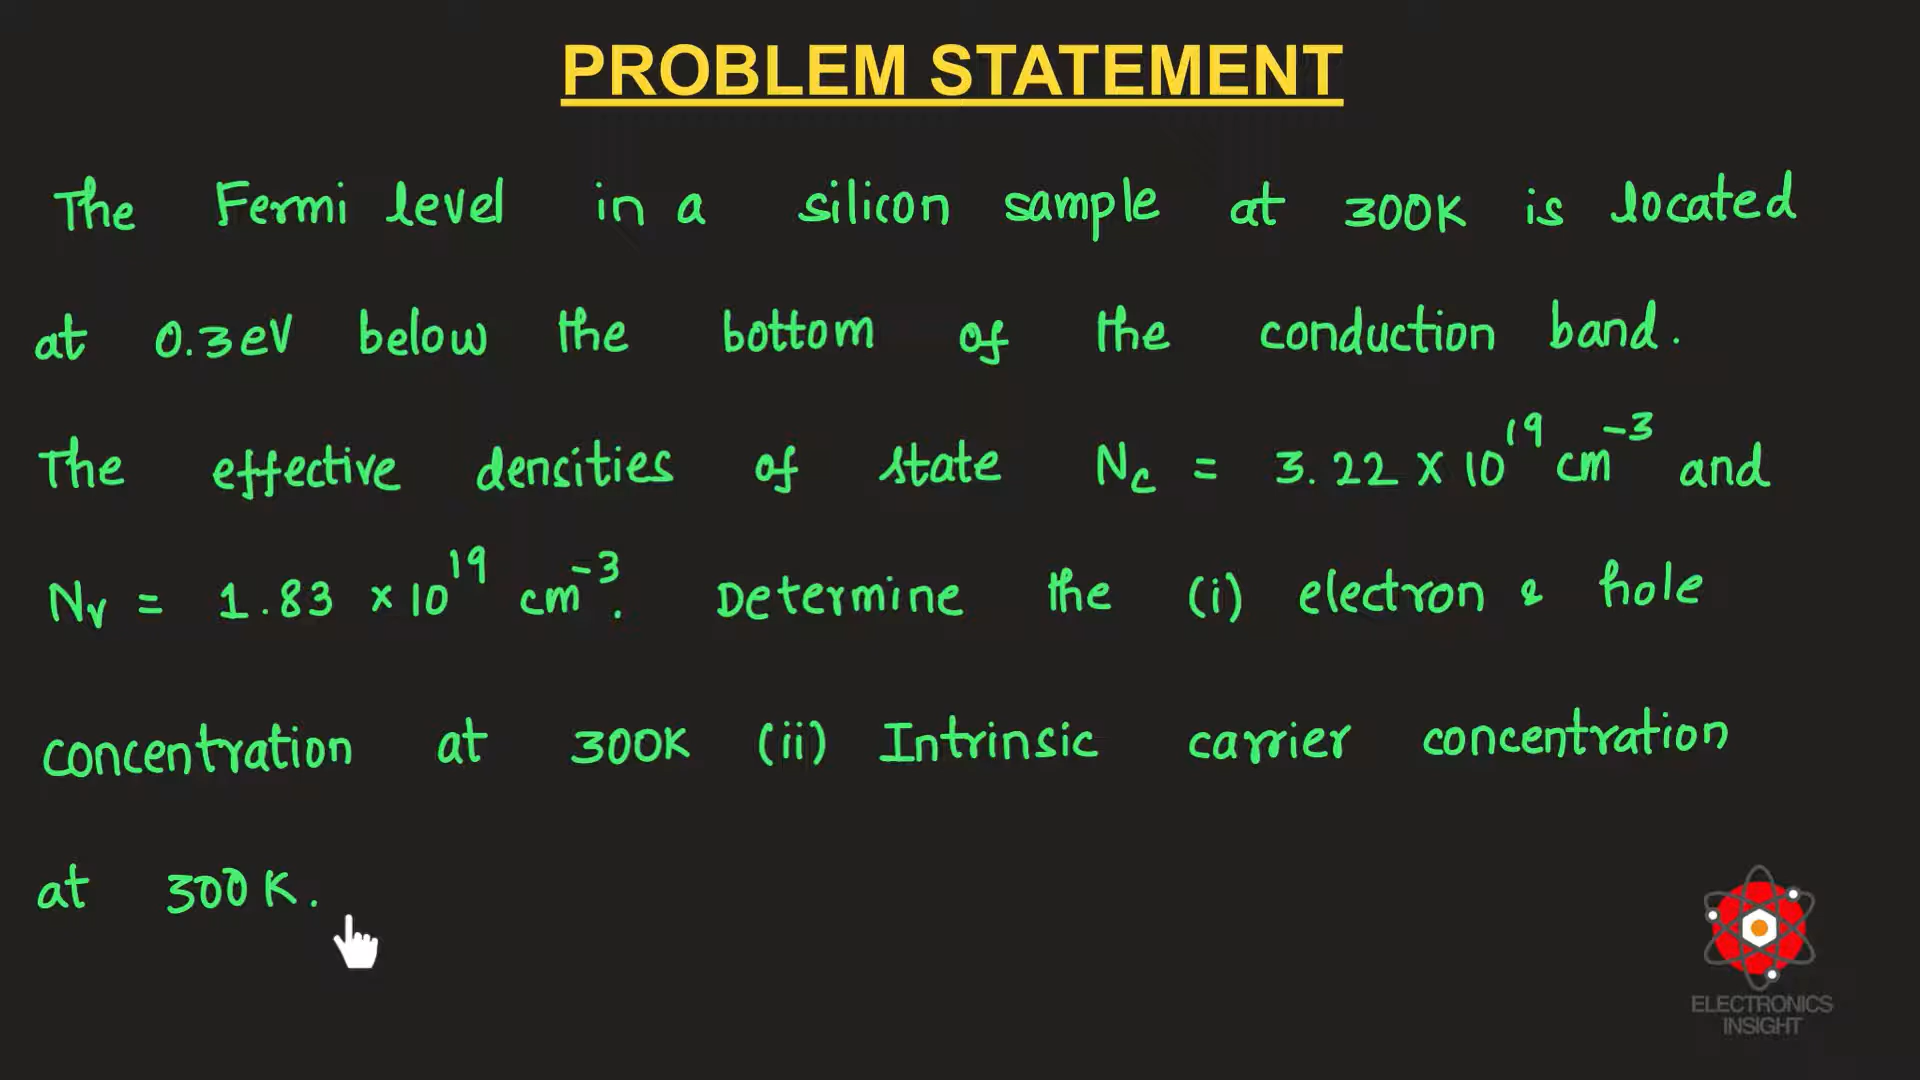 PROBLEM STATEMENT
The Fermi level in a silicon sample at 300K is located
at 0.3eV below the bottom of the conduction band.
The effective densities of state Nc = 3.22 × 10^19 cm^-3 and
Nv = 1.83 × 10^19 cm^-3. Determine the (i) electron & hole
concentration at 300K (ii) Intrinsic carrier concentration
at 300K.
ELECTRONICS
INSIGHT